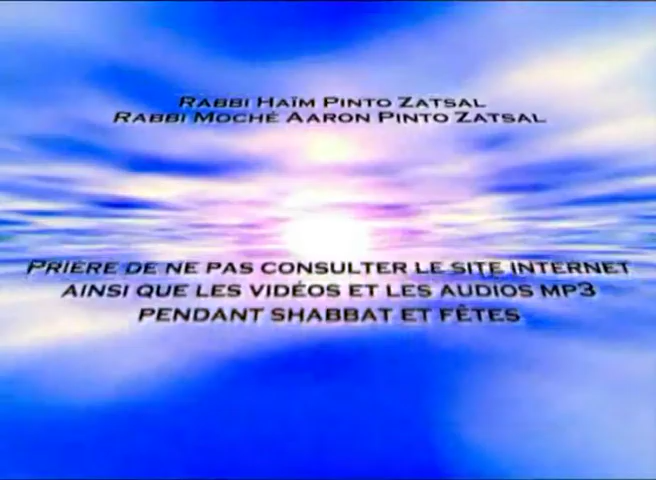 RABBI HAÏM PINTO ZATSAL
RABBI MOCHÉ AARON PINTO ZATSAL
PRIÈRE DE NE PAS CONSULTER LE SITE INTERNET
AINSI QUE LES VIDÉOS ET LES AUDIOS MP3
PENDANT SHABBAT ET FÊTES